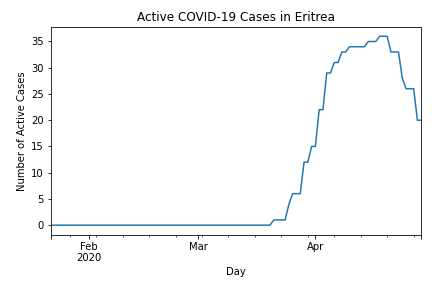 Active COVID-19 Cases in Eritrea
35
30
25
20
15
10
5
0
Number of Active Cases
Feb
2020
Mar
Apr
Day